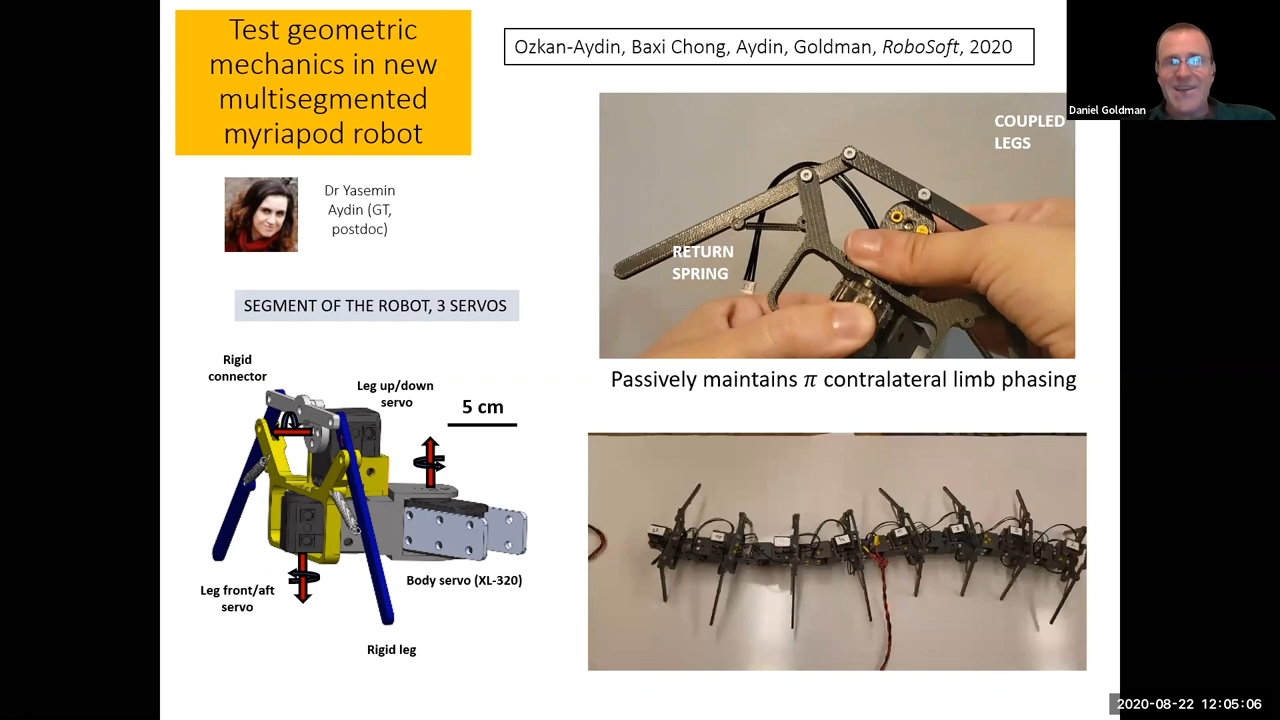 Test geometric
mechanics in new
multisegmented
myriapod robot
Ozkan-Aydin, Baxi Chong, Aydin, Goldman, RoboSoft, 2020
Daniel Goldman
COUPLED
LEGS
RETURN
SPRING
Dr Yasemin
Aydin (GT,
postdoc)
SEGMENT OF THE ROBOT, 3 SERVOS
Passively maintains π contralateral limb phasing
Rigid
connector
Leg up/down
servo
5 cm
Body servo (XL-320)
Leg front/aft
servo
Rigid leg
2020-08-22 12:05:06